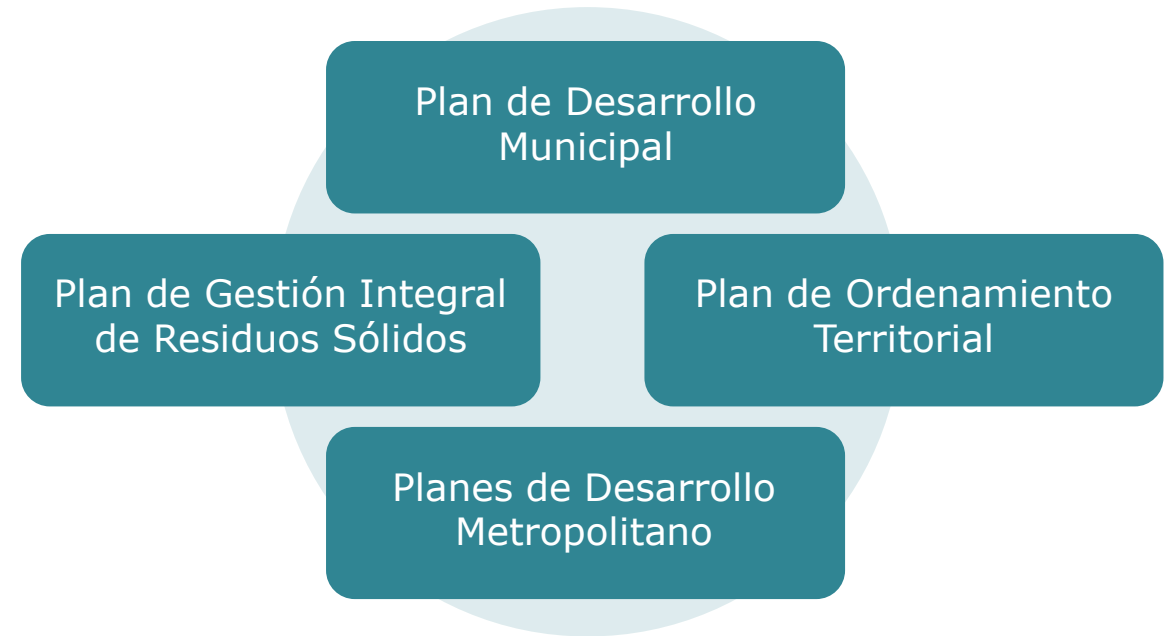 Plan de Desarrollo
Municipal
Plan de Gestión Integral
de Residuos Sólidos
Plan de Ordenamiento
Territorial
Planes de Desarrollo
Metropolitano